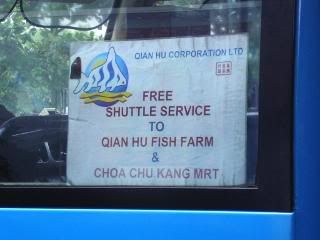 QIAN HU CORPORATION LTD
FREE
SHUTTLE SERVICE
TO
QIAN HU FISH FARM
&
CHOA CHU KANG MRT